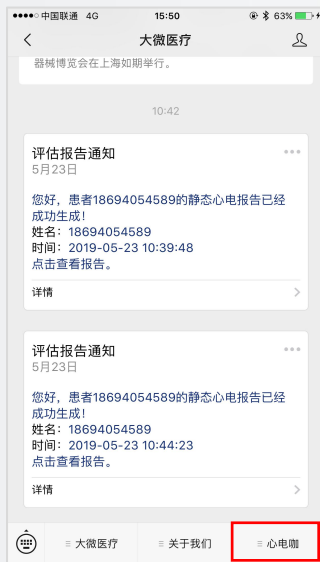 中国联通 4G 15:50 63%
大微医疗
器械博览会在上海如期举行。
10:42
评估报告通知
5月23日
您好，患者18694054589的静态心电报告已经
成功生成！
姓名：18694054589
时间：2019-05-23 10:39:48
点击查看报告。
详情
评估报告通知
5月23日
您好，患者18694054589的静态心电报告已经
成功生成！
姓名：18694054589
时间：2019-05-23 10:44:23
点击查看报告。
详情
大微医疗 关于我们 心电咖